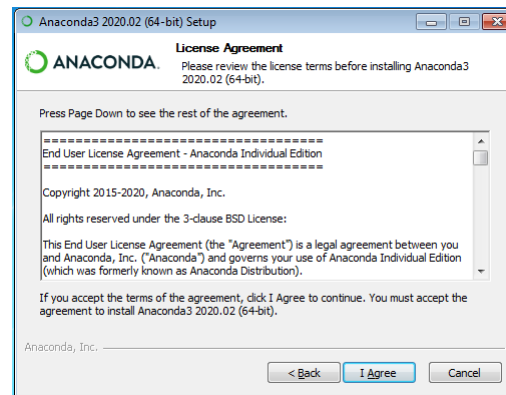 Anaconda3 2020.02 (64-bit) Setup
ANACONDA.
License Agreement
Please review the license terms before installing Anaconda3
2020.02 (64-bit).
Press Page Down to see the rest of the agreement.
===================================
End User License Agreement - Anaconda Individual Edition
===================================
Copyright 2015-2020, Anaconda, Inc.
All rights reserved under the 3-clause BSD License:
This End User License Agreement (the "Agreement") is a legal agreement between you
and Anaconda, Inc. ("Anaconda") and governs your use of Anaconda Individual Edition
(which was formerly known as Anaconda Distribution).
If you accept the terms of the agreement, click I Agree to continue. You must accept the
agreement to install Anaconda3 2020.02 (64-bit).
Anaconda, Inc.
< Back
I Agree
Cancel